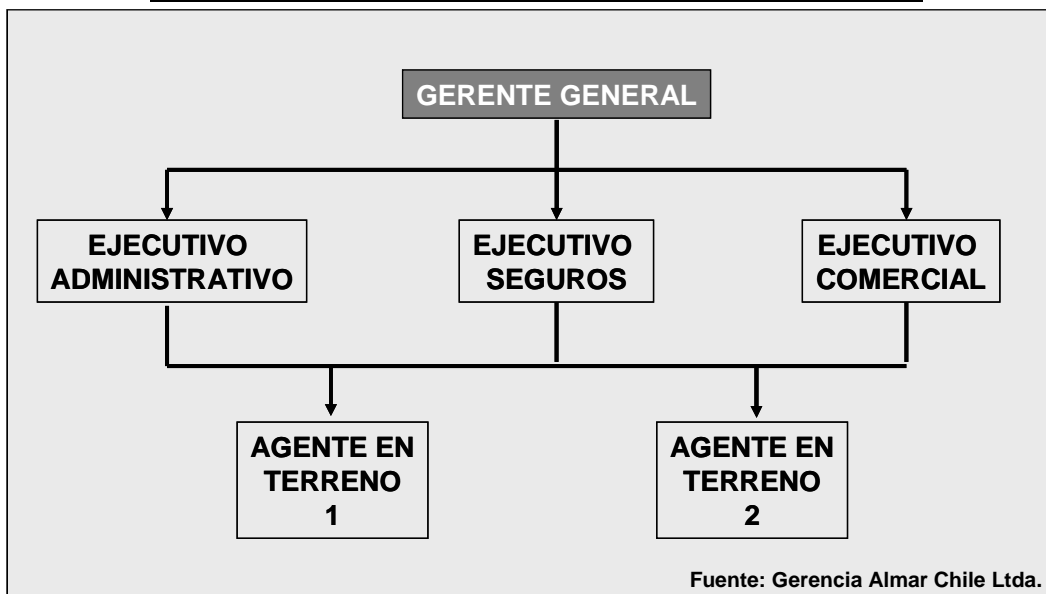 GERENTE GENERAL
EJECUTIVO
ADMINISTRATIVO
EJECUTIVO
SEGUROS
EJECUTIVO
COMERCIAL
AGENTE EN
TERRENO
1
AGENTE EN
TERRENO
2
Fuente: Gerencia Almar Chile Ltda.